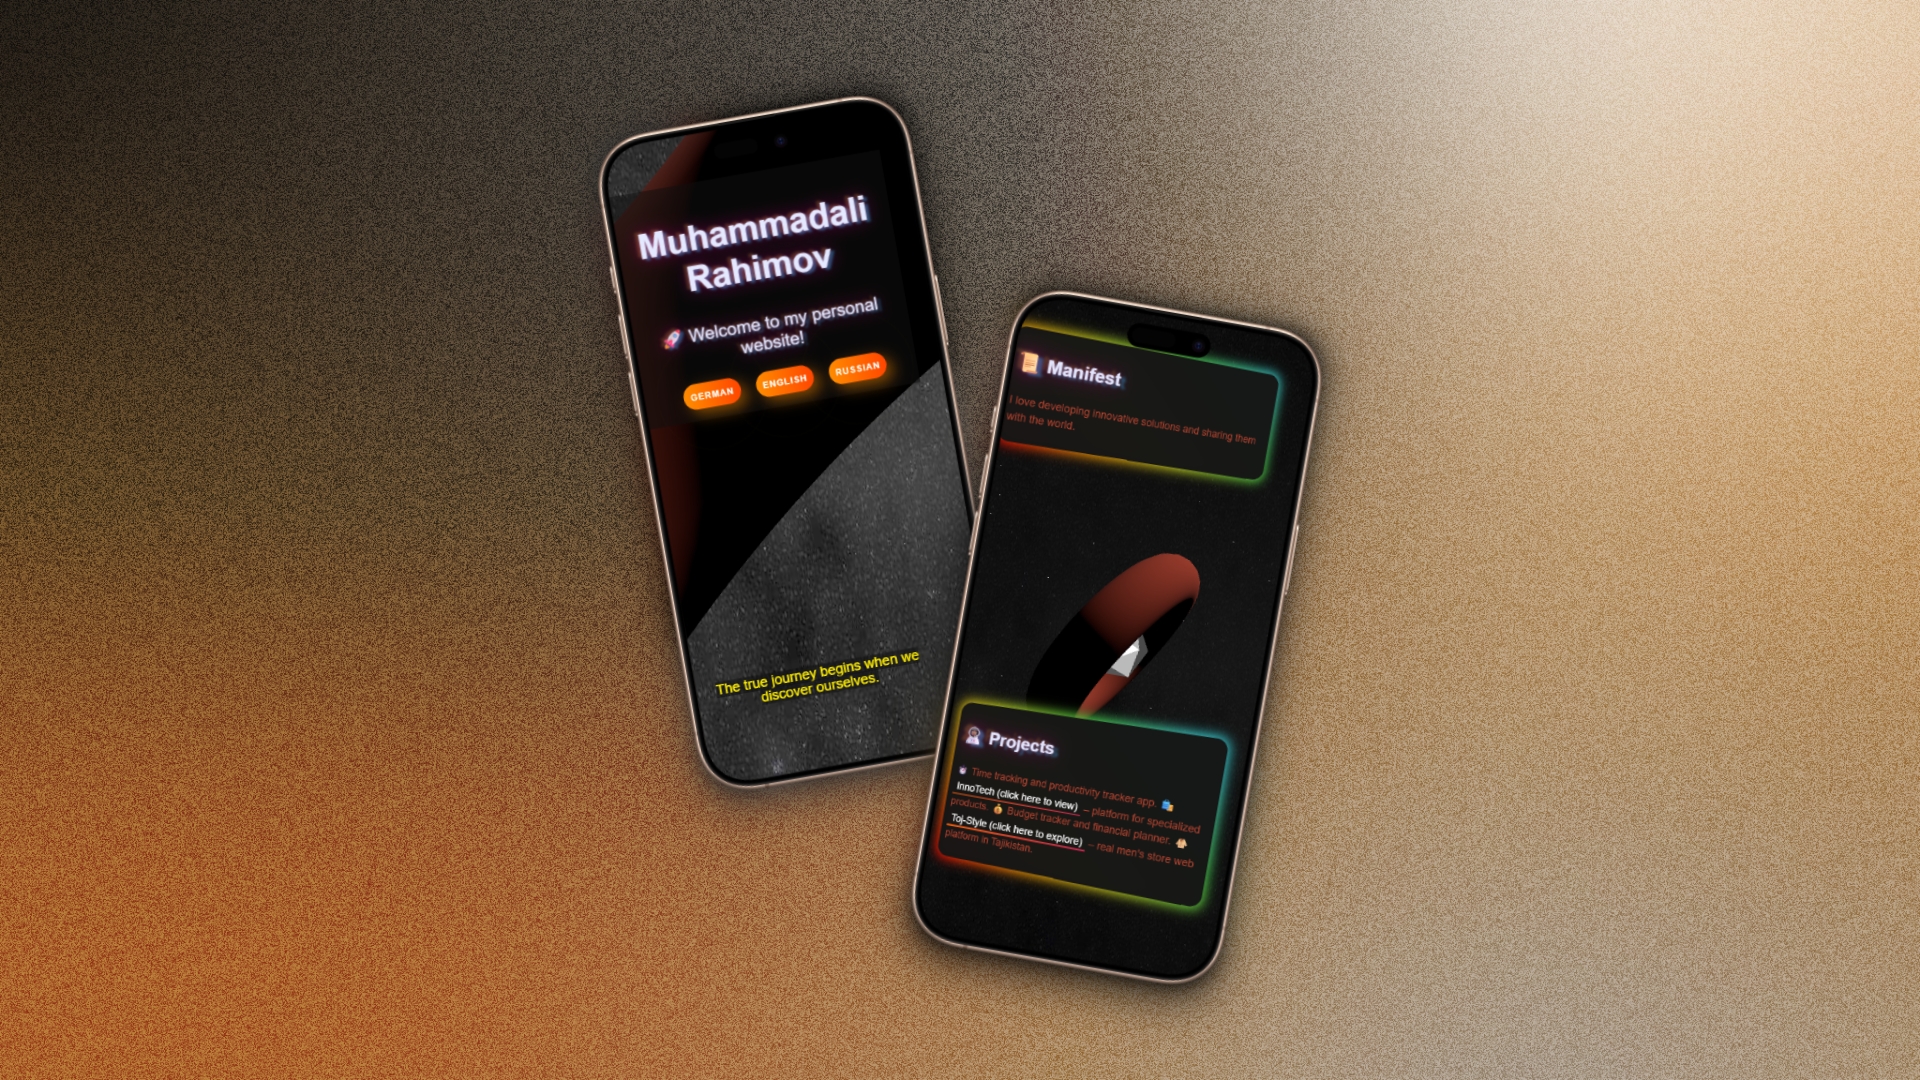 Muhammadali
Rahimov
🚀 Welcome to my personal
website!
GERMAN ENGLISH RUSSIAN
The true journey begins when we
discover ourselves.
📜 Manifest
I love developing innovative solutions and sharing them
with the world.
👨‍🚀 Projects
Time tracking and productivity tracker app. 🛍️
InnoTech (click here to view) – platform for specialized
products. 💰 Budget tracker and financial planner.
Toj-Style (click here to explore) – real men's store web
platform in Tajikistan.